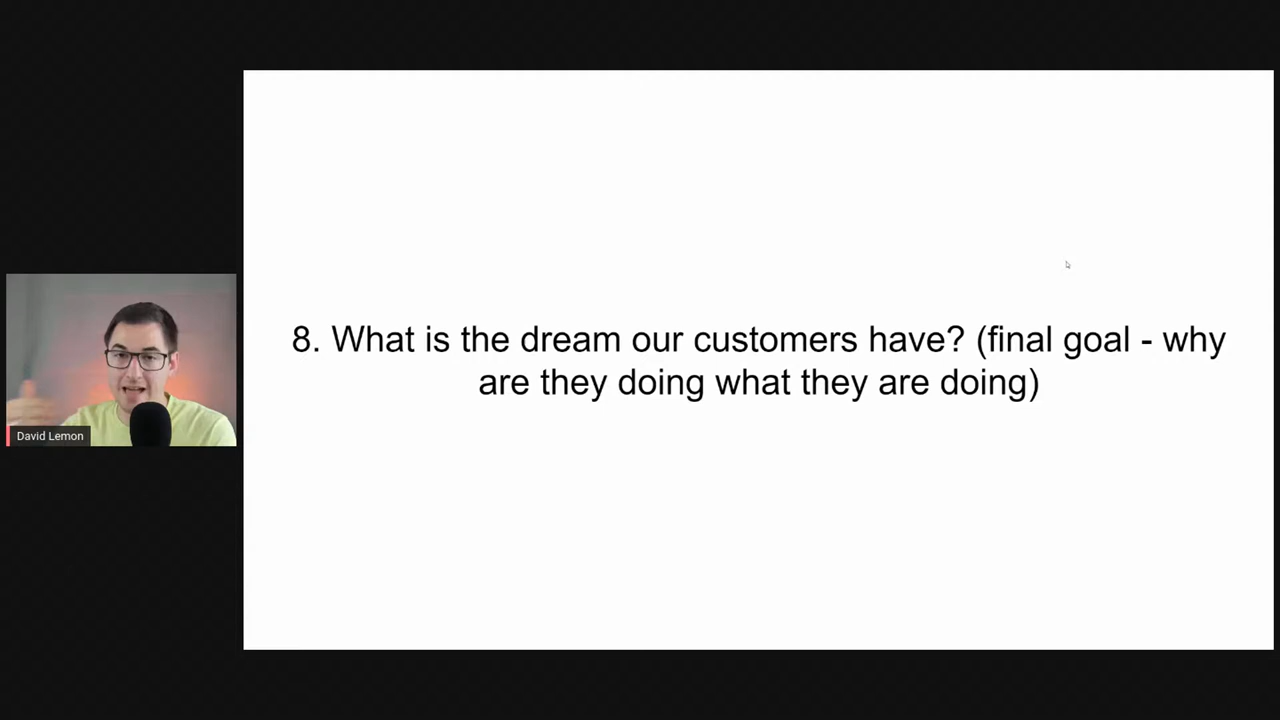 8. What is the dream our customers have? (final goal - why
are they doing what they are doing)
David Lemon